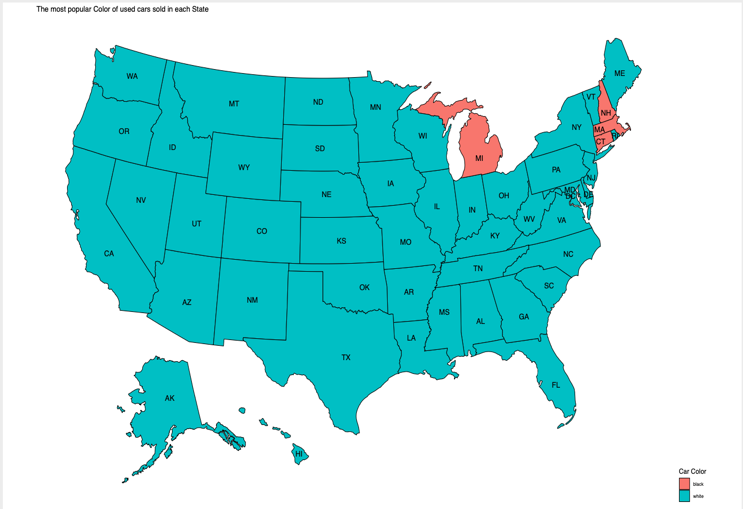 The most popular Color of used cars sold in each State
WA
ME
MT
ND
MN
VT
NH
OR
ID
WI
NY
MA
CT
RI
SD
MI
WY
PA
IA
NJ
NE
OH
MD
DC
DE
NV
UT
IL
IN
WV
VA
CO
KS
MO
KY
CA
NC
TN
OK
AR
SC
AZ
NM
MS
AL
GA
LA
TX
FL
AK
HI
Car Color
black
white